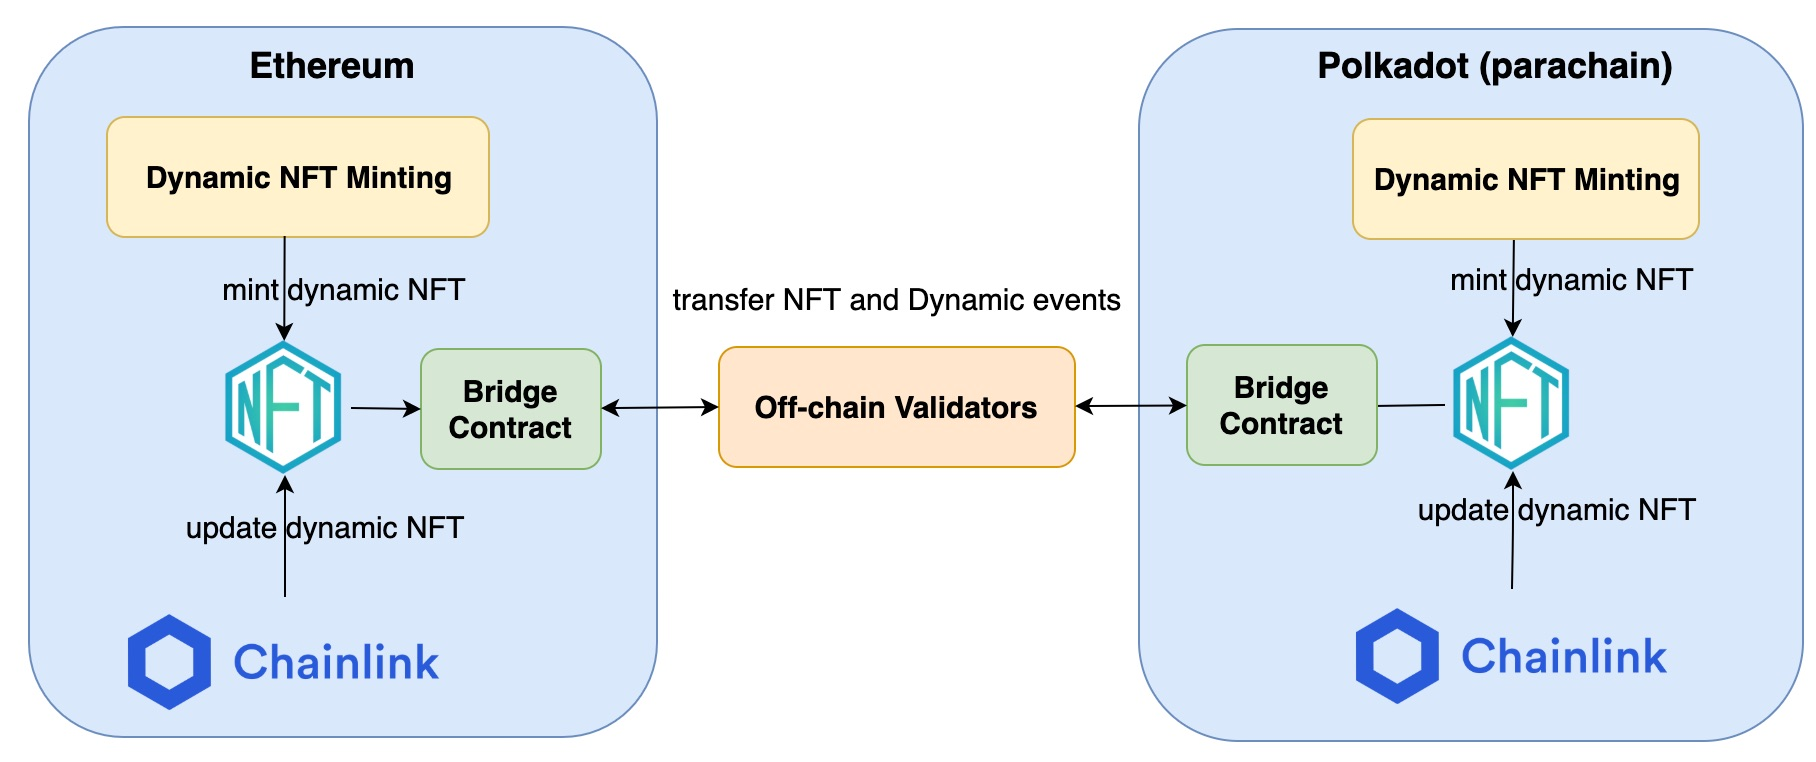 Ethereum
Dynamic NFT Minting
mint dynamic NFT
NFT
Bridge
Contract
update dynamic NFT
Chainlink
transfer NFT and Dynamic events
Off-chain Validators
Polkadot (parachain)
Dynamic NFT Minting
mint dynamic NFT
Bridge
Contract
NFT
update dynamic NFT
Chainlink